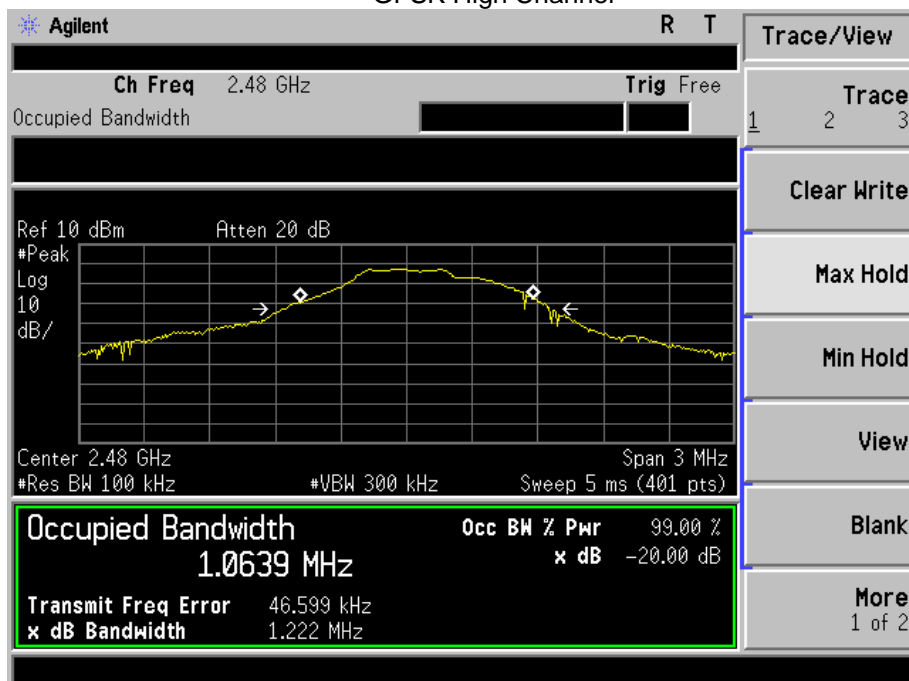 Agilent R T
Trace/View
Ch Freq 2.48 GHz Trig Free
Occupied Bandwidth
Trace
1 2 3
Clear Write
Ref 10 dBm Atten 20 dB
#Peak
Log
10
dB/
Max Hold
Min Hold
View
Center 2.48 GHz Span 3 MHz
#Res BW 100 kHz #VBW 300 kHz Sweep 5 ms (401 pts)
Occupied Bandwidth Occ BW % Pwr 99.00 %
1.0639 MHz x dB -20.00 dB
Blank
Transmit Freq Error 46.599 kHz
x dB Bandwidth 1.222 MHz
More
1 of 2